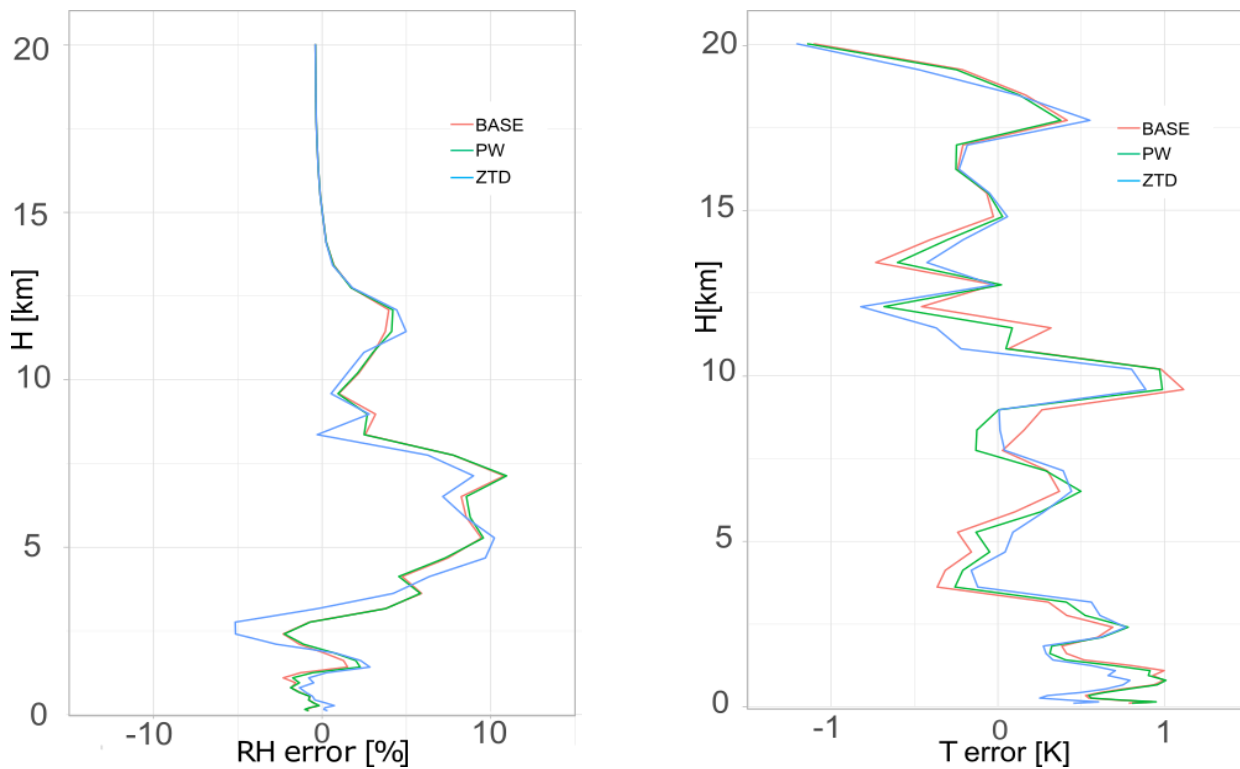 20
15
10
5
0
H [km]
BASE
PW
ZTD
-10
0
10
RH error [%]
20
15
10
5
0
H[km]
BASE
PW
ZTD
-1
0
1
T error [K]